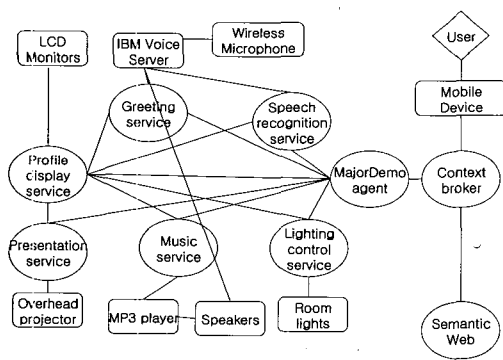 LCD
Monitors
IBM Voice
Server
Wireless
Microphone
User
Greeting
service
Speech
recognition
service
Mobile
Device
Profile
display
service
MajorDemo
agent
Context
broker
Presentation
service
Music
service
Lighting
control
service
Overhead
projector
MP3 player
Speakers
Room
lights
Semantic
Web